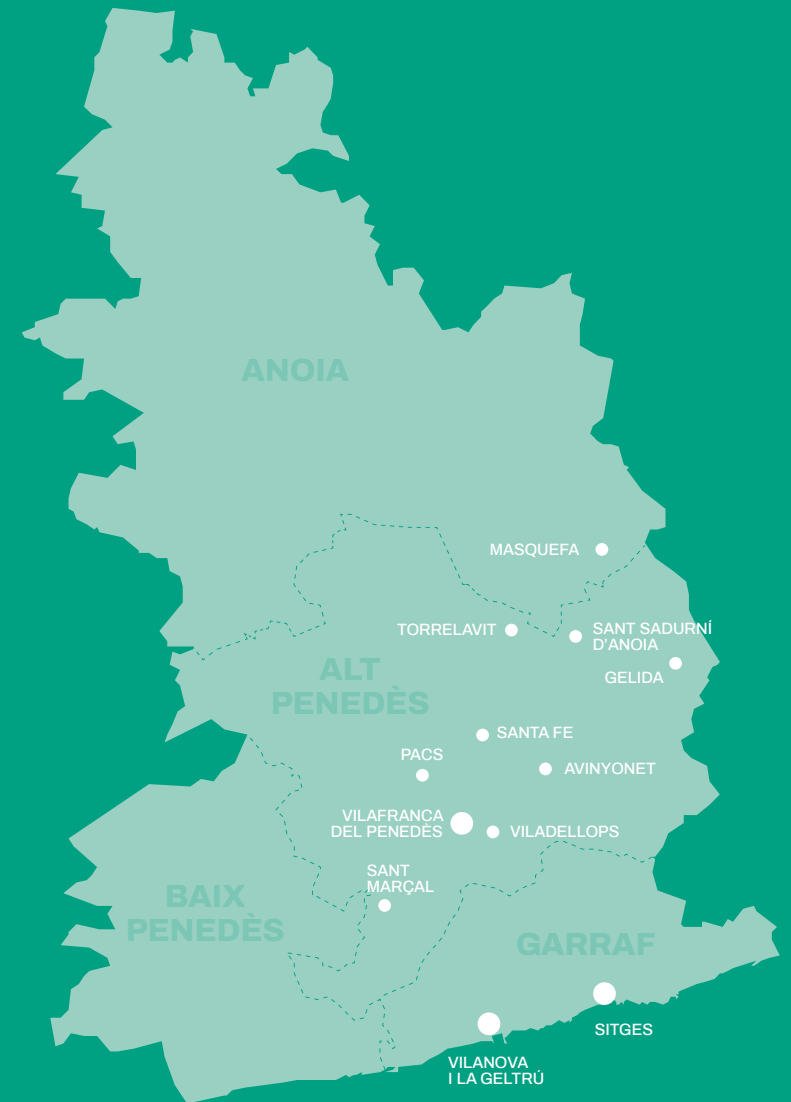 ANOIA
MASQUEFA
TORRELAVIT
SANT SADURNÍ
D'ANOIA
GELIDA
ALT
PENEDÈS
SANTA FE
PACS
AVINYONET
VILAFRANCA
DEL PENEDÈS
VILADELLOPS
SANT
MARÇAL
BAIX
PENEDÈS
GARRAF
SITGES
VILANOVA
I LA GELTRÚ